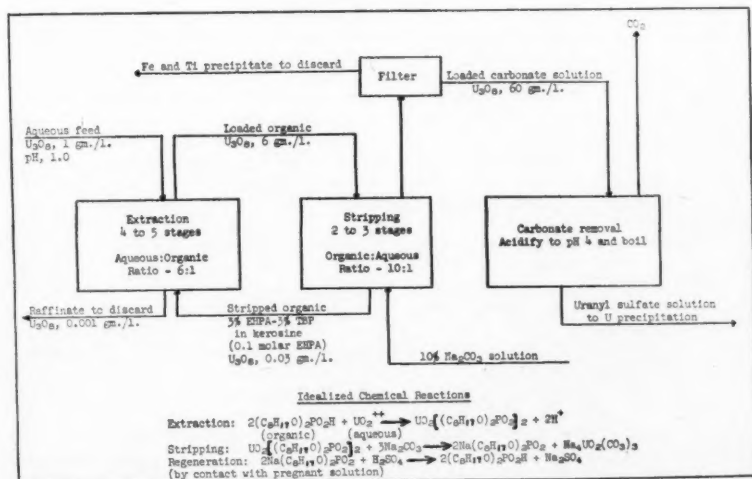 CO2
Fe and Ti precipitate to discard
Filter
Loaded carbonate solution
U3O8, 60 gm./l.
Aqueous feed
U3O8, 1 gm./l.
pH, 1.0
Loaded organic
U3O8, 6 gm./l.
Extraction
4 to 5 stages
Aqueous:Organic
Ratio - 6:1
Stripping
2 to 3 stages
Organic:Aqueous
Ratio - 10:1
Carbonate removal
Acidify to pH 4 and boil
Raffinate to discard
U3O8, 0.001 gm./l.
Stripped organic
3% EHPA-3% TBP
in kerosine
(0.1 molar EHPA)
U3O8, 0.03 gm./l.
10% Na2CO3 solution
Uranyl sulfate solution
to U precipitation
Idealized Chemical Reactions
Extraction: 2(C8H17O)2PO2H + UO2++ → UO2[(C8H17O)2PO2]2 + 2H+
(organic) (aqueous)
Stripping: UO2[(C8H17O)2PO2]2 + 3Na2CO3 → 2Na(C8H17O)2PO2 + Na4UO2(CO3)3
Regeneration: 2Na(C8H17O)2PO2 + H2SO4 → 2(C8H17O)2PO2H + Na2SO4
(by contact with pregnant solution)